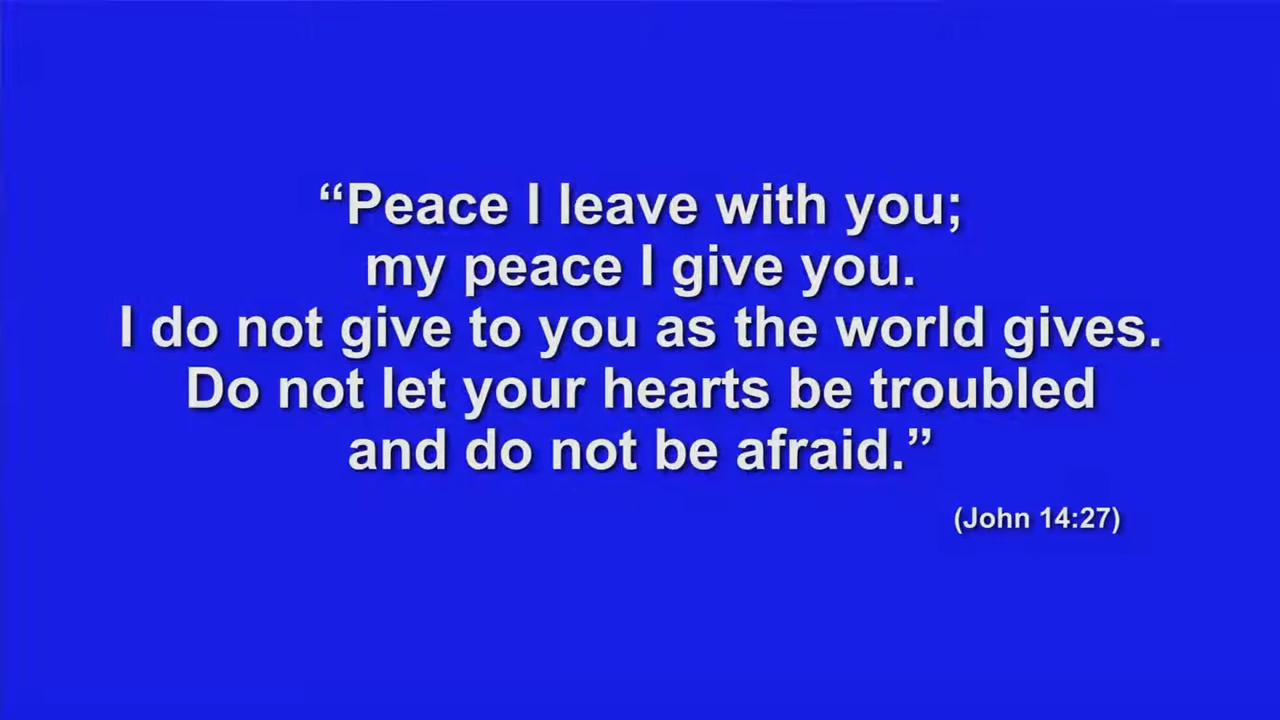 “Peace I leave with you;
my peace I give you.
I do not give to you as the world gives.
Do not let your hearts be troubled
and do not be afraid.”
(John 14:27)